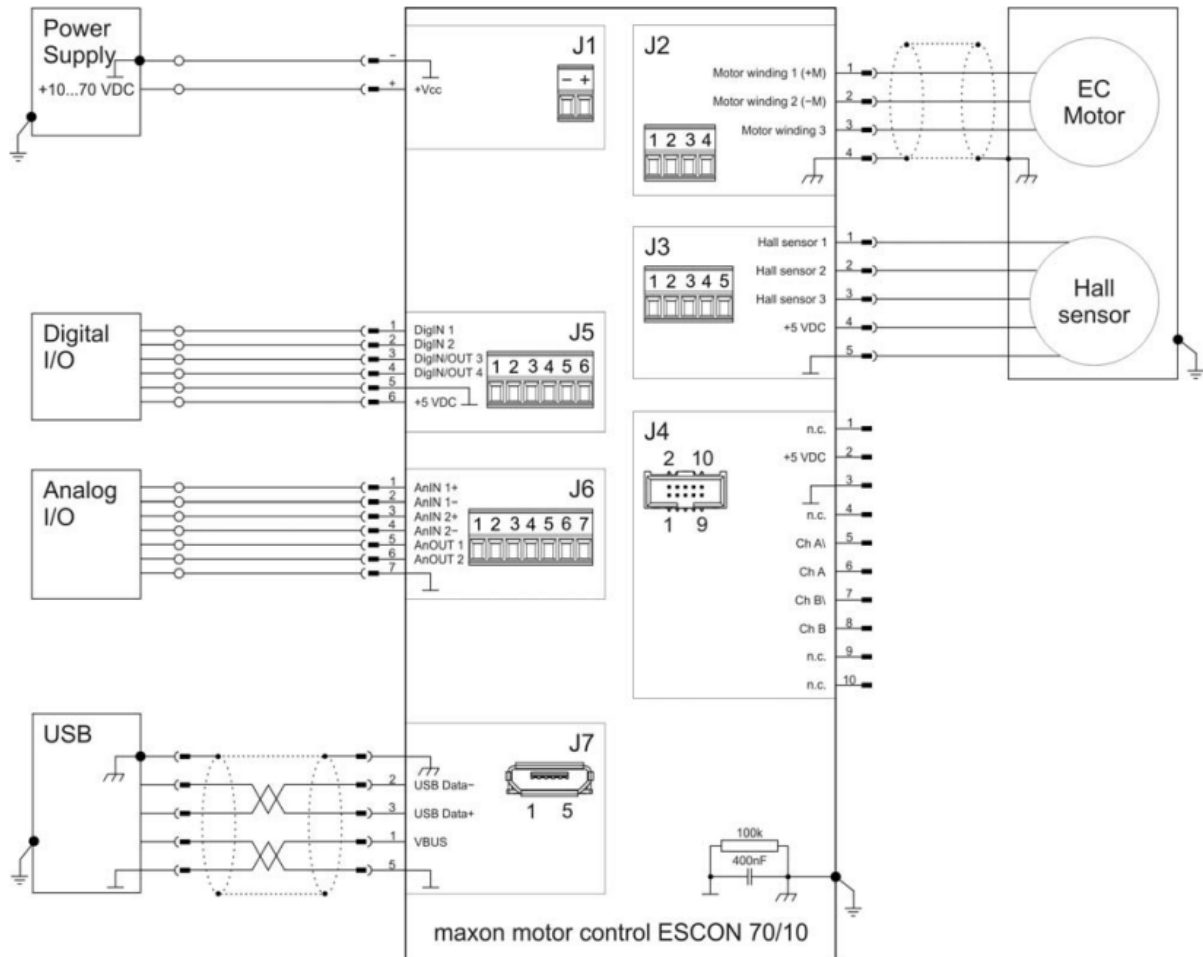 Power
Supply
+10...70 VDC
−
+
+Vcc
J1
− +
J2
1 2 3 4
Motor winding 1 (+M)
1
Motor winding 2 (−M)
2
Motor winding 3
3
4
EC
Motor
J3
1 2 3 4 5
Hall sensor 1
1
Hall sensor 2
2
Hall sensor 3
3
+5 VDC
4
5
Hall
sensor
Digital
I/O
1
DigIN 1
2
DigIN 2
3
DigIN/OUT 3
4
DigIN/OUT 4
5
6
+5 VDC
J5
1 2 3 4 5 6
J4
2 10
1 9
n.c.
1
+5 VDC
2
3
n.c.
4
Ch A\
5
Ch A
6
Ch B\
7
Ch B
8
n.c.
9
n.c.
10
Analog
I/O
1
AnIN 1+
2
AnIN 1−
3
AnIN 2+
4
AnIN 2−
5
AnOUT 1
6
AnOUT 2
7
J6
1 2 3 4 5 6 7
USB
2
USB Data−
3
USB Data+
1
VBUS
5
J7
1 5
100k
400nF
maxon motor control ESCON 70/10